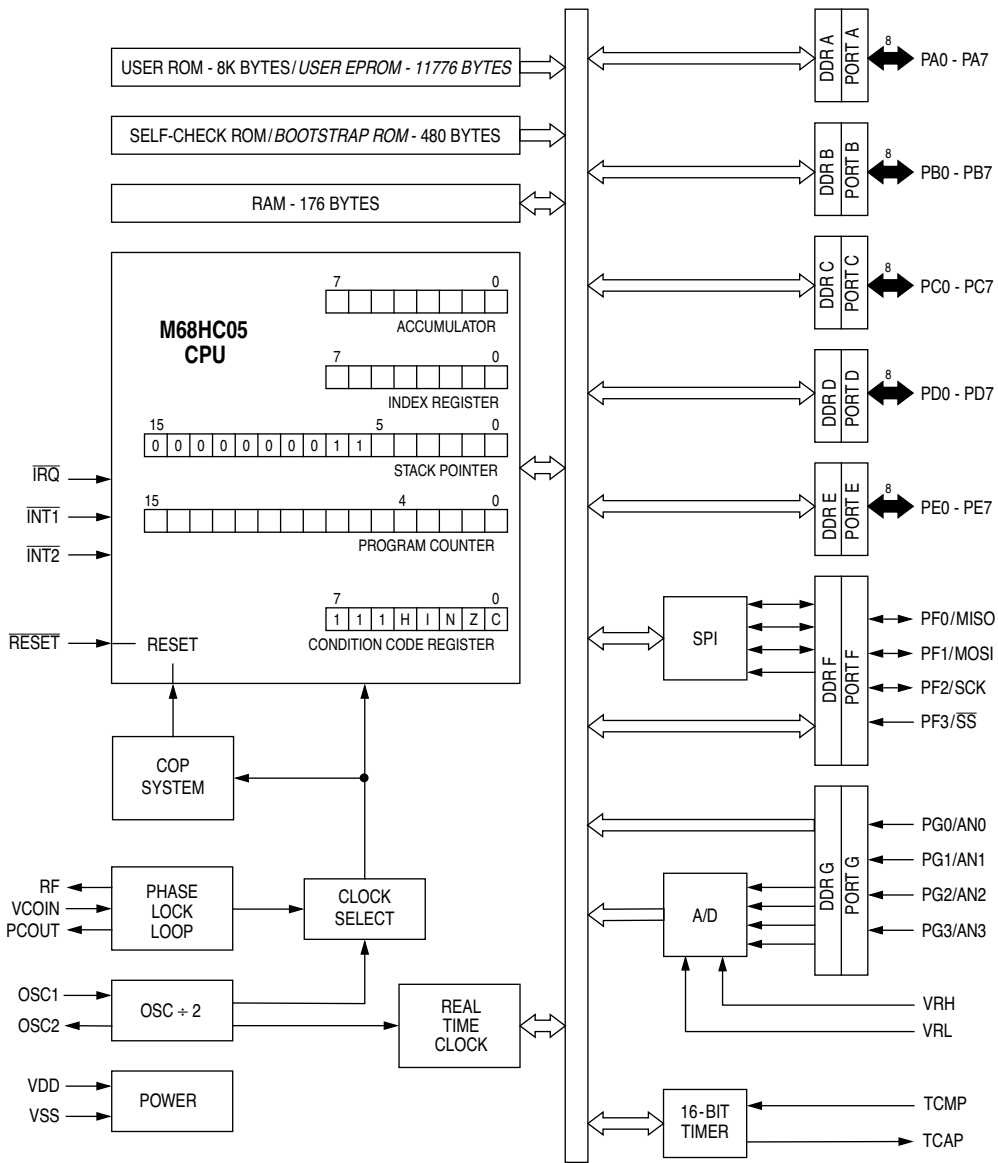 USER ROM - 8K BYTES/USER EPROM - 11776 BYTES
SELF-CHECK ROM/BOOTSTRAP ROM - 480 BYTES
RAM - 176 BYTES
M68HC05
CPU
7 0
ACCUMULATOR
7 0
INDEX REGISTER
15 5 0
0 0 0 0 0 0 0 0 1 1
STACK POINTER
15 4 0
PROGRAM COUNTER
7 0
1 1 1 H I N Z C
CONDITION CODE REGISTER
IRQ
INT1
INT2
RESET
RESET
COP
SYSTEM
RF
VCOIN
PCOUT
PHASE
LOCK
LOOP
CLOCK
SELECT
OSC1
OSC2
OSC ÷ 2
REAL
TIME
CLOCK
VDD
VSS
POWER
DDR A
PORT A
8
PA0 - PA7
DDR B
PORT B
8
PB0 - PB7
DDR C
PORT C
8
PC0 - PC7
DDR D
PORT D
8
PD0 - PD7
DDR E
PORT E
8
PE0 - PE7
SPI
DDR F
PORT F
PF0/MISO
PF1/MOSI
PF2/SCK
PF3/SS
A/D
DDR G
PORT G
PG0/AN0
PG1/AN1
PG2/AN2
PG3/AN3
VRH
VRL
16-BIT
TIMER
TCMP
TCAP